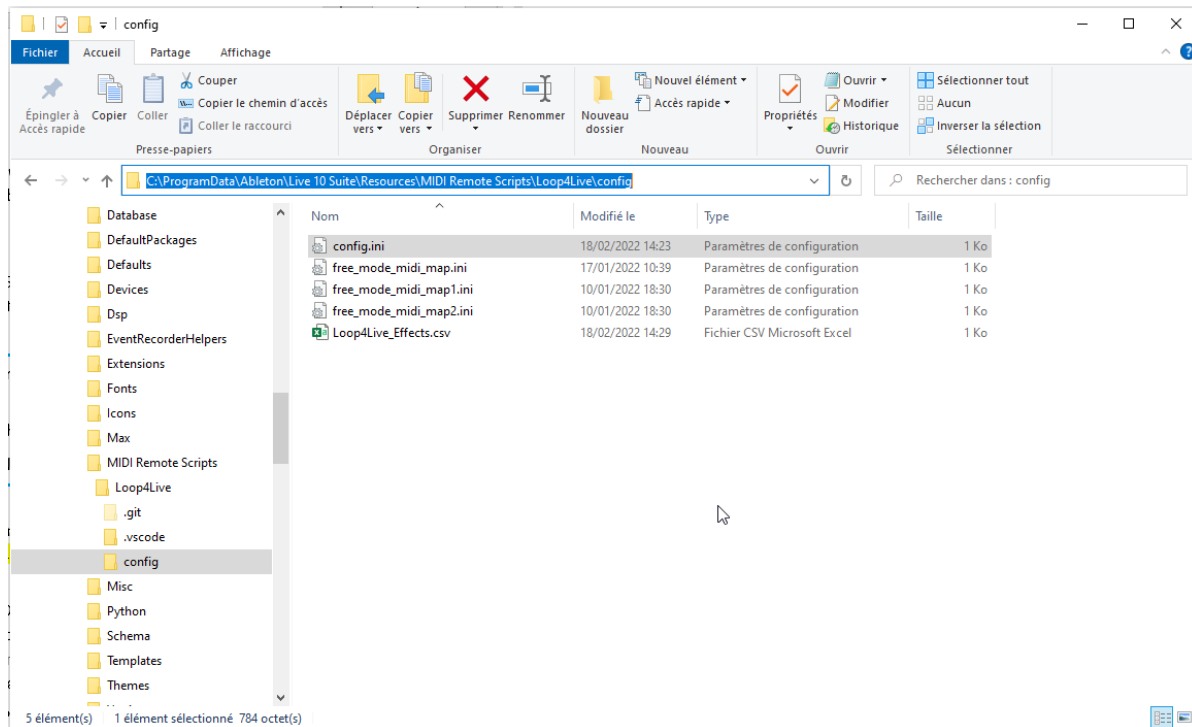 config
Fichier
Accueil
Partage
Affichage
Épingler à
Accès rapide
Copier
Coller
Couper
Copier le chemin d'accès
Coller le raccourci
Presse-papiers
Déplacer
vers
Copier
vers
Supprimer
Renommer
Organiser
Nouveau
dossier
Nouvel élément
Accès rapide
Nouveau
Propriétés
Ouvrir
Modifier
Historique
Ouvrir
Sélectionner tout
Aucun
Inverser la sélection
Sélectionner
C:\ProgramData\Ableton\Live 10 Suite\Resources\MIDI Remote Scripts\Loop4Live\config
Rechercher dans : config
Database
DefaultPackages
Defaults
Devices
Dsp
EventRecorderHelpers
Extensions
Fonts
Icons
Max
MIDI Remote Scripts
Loop4Live
.git
.vscode
config
Misc
Python
Schema
Templates
Themes
Nom Modifié le Type Taille
config.ini 18/02/2022 14:23 Paramètres de configuration 1 Ko
free_mode_midi_map.ini 17/01/2022 10:39 Paramètres de configuration 1 Ko
free_mode_midi_map1.ini 10/01/2022 18:30 Paramètres de configuration 1 Ko
free_mode_midi_map2.ini 10/01/2022 18:30 Paramètres de configuration 1 Ko
Loop4Live_Effects.csv 18/02/2022 14:29 Fichier CSV Microsoft Excel 1 Ko
5 élément(s) 1 élément sélectionné 784 octet(s)